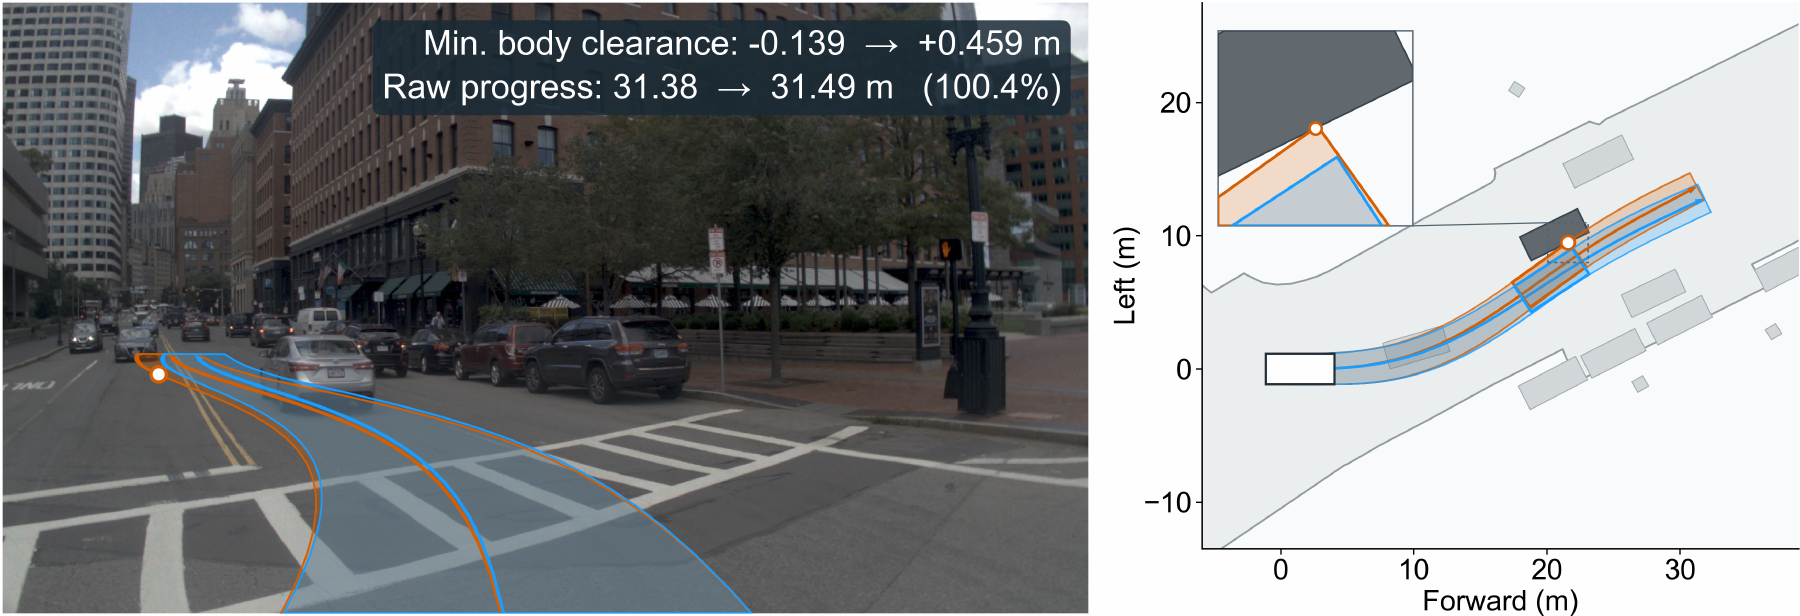 Min. body clearance: -0.139 → +0.459 m
Raw progress: 31.38 → 31.49 m (100.4%)
Left (m)
20
10
0
−10
0 10 20 30
Forward (m)